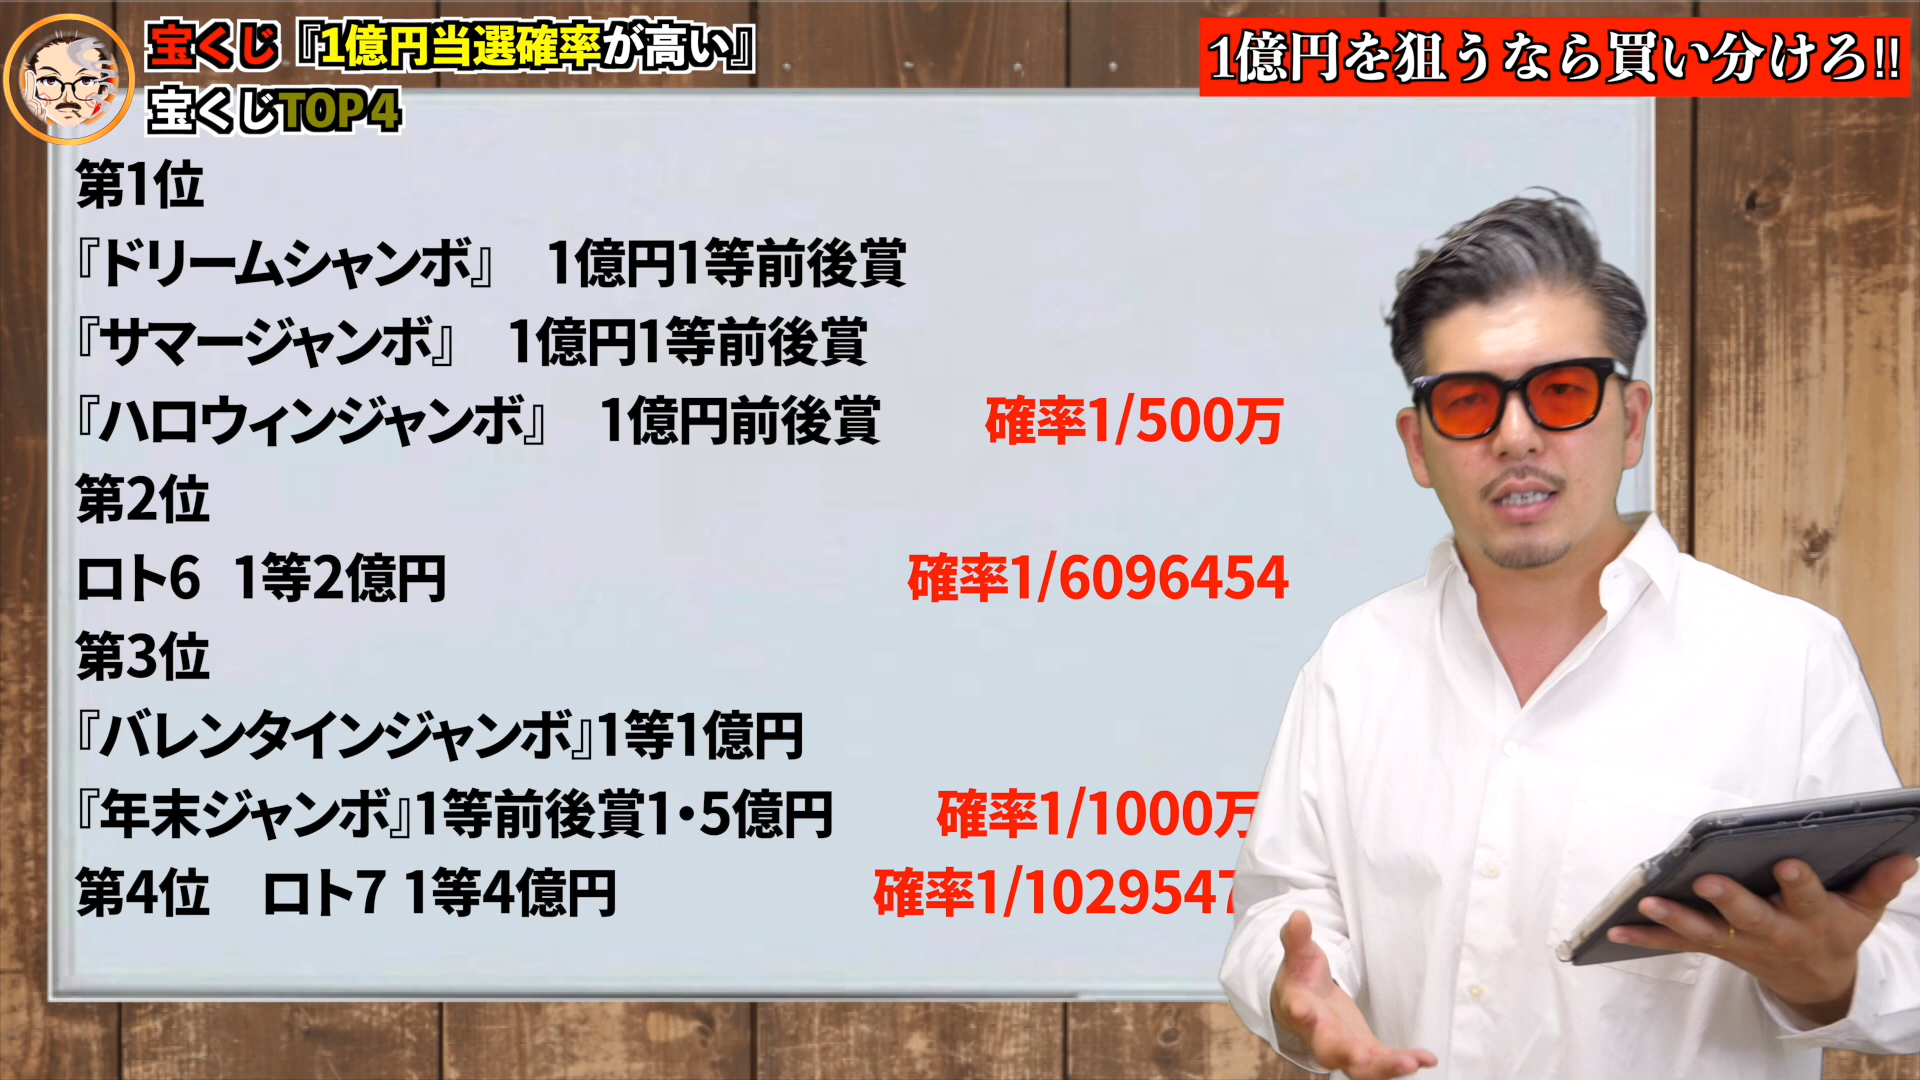 宝くじ『1億円当選確率が高い』
宝くじTOP4
1億円を狙うなら買い分けろ!!
第1位
『ドリームシャンボ』 1億円1等前後賞
『サマージャンボ』 1億円1等前後賞
『ハロウィンジャンボ』 1億円前後賞 確率1/500万
第2位
ロト6 1等2億円 確率1/6096454
第3位
『バレンタインジャンボ』1等1億円
『年末ジャンボ』1等前後賞1・5億円 確率1/1000万
第4位 ロト7 1等4億円 確率1/1029547